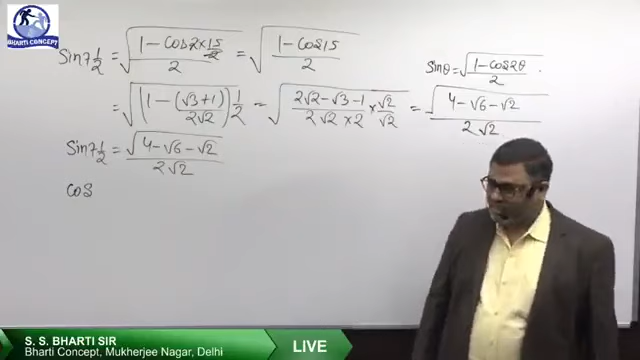 Sin7½ = √((1 - Cos2×15/2)/2) = √((1 - Cos15)/2)
Sinθ = √((1 - Cos2θ)/2).
= √((1 - (√3+1)/(2√2)) 1/2) = √((2√2 - √3 - 1)/(2√2×2) × √2/√2) = √(4 - √6 - √2)/(2√2)
Sin7½ = √(4 - √6 - √2)/(2√2)
Cos
BHARTI CONCEPT
S. S. BHARTI SIR
Bharti Concept, Mukherjee Nagar, Delhi
LIVE